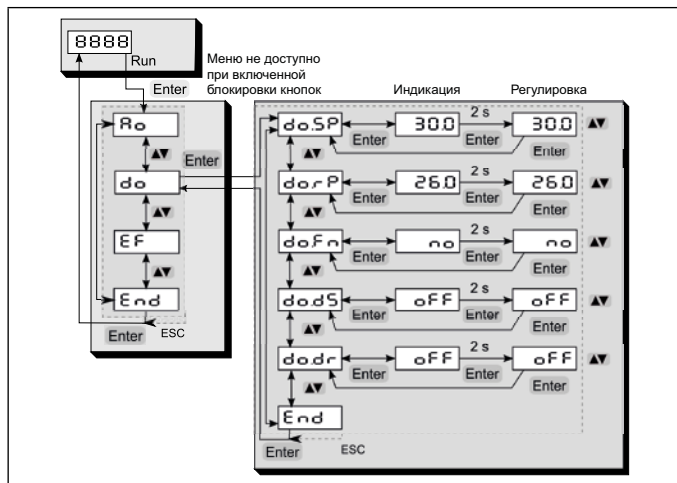 8888
Run
Меню не доступно
при включенной
блокировки кнопок
Enter
Индикация
Регулировка
Ao
▲▼
Enter
do
▲▼
EF
▲▼
End
Enter
ESC
do.SP
Enter
30.0
2 s
Enter
30.0
Enter
▲▼
▲▼
do.rP
Enter
26.0
2 s
Enter
26.0
Enter
▲▼
▲▼
do.Fn
Enter
no
2 s
Enter
no
Enter
▲▼
▲▼
do.dS
Enter
oFF
2 s
Enter
oFF
Enter
▲▼
▲▼
do.dr
Enter
oFF
2 s
Enter
oFF
Enter
▲▼
▲▼
End
Enter
ESC